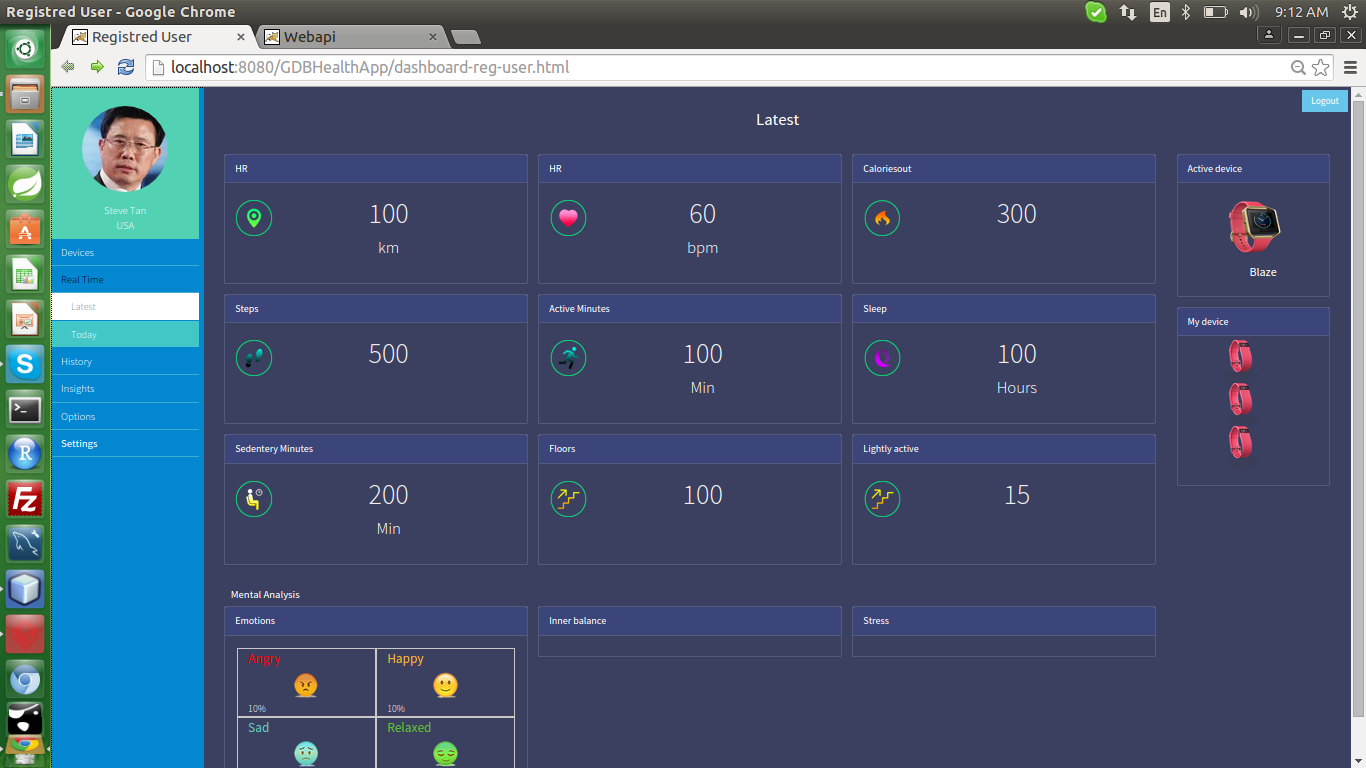 Registred User - Google Chrome
En
9:12 AM
Registred User
Webapi
localhost:8080/GDBHealthApp/dashboard-reg-user.html
Logout
Latest
Steve Tan
USA
Devices
Real Time
Latest
Today
History
Insights
Options
Settings
HR
100
km
HR
60
bpm
Caloriesout
300
Active device
Blaze
Steps
500
Active Minutes
100
Min
Sleep
100
Hours
My device
Sedentery Minutes
200
Min
Floors
100
Lightly active
15
Mental Analysis
Emotions
Inner balance
Stress
Angry
10%
Happy
10%
Sad
Relaxed